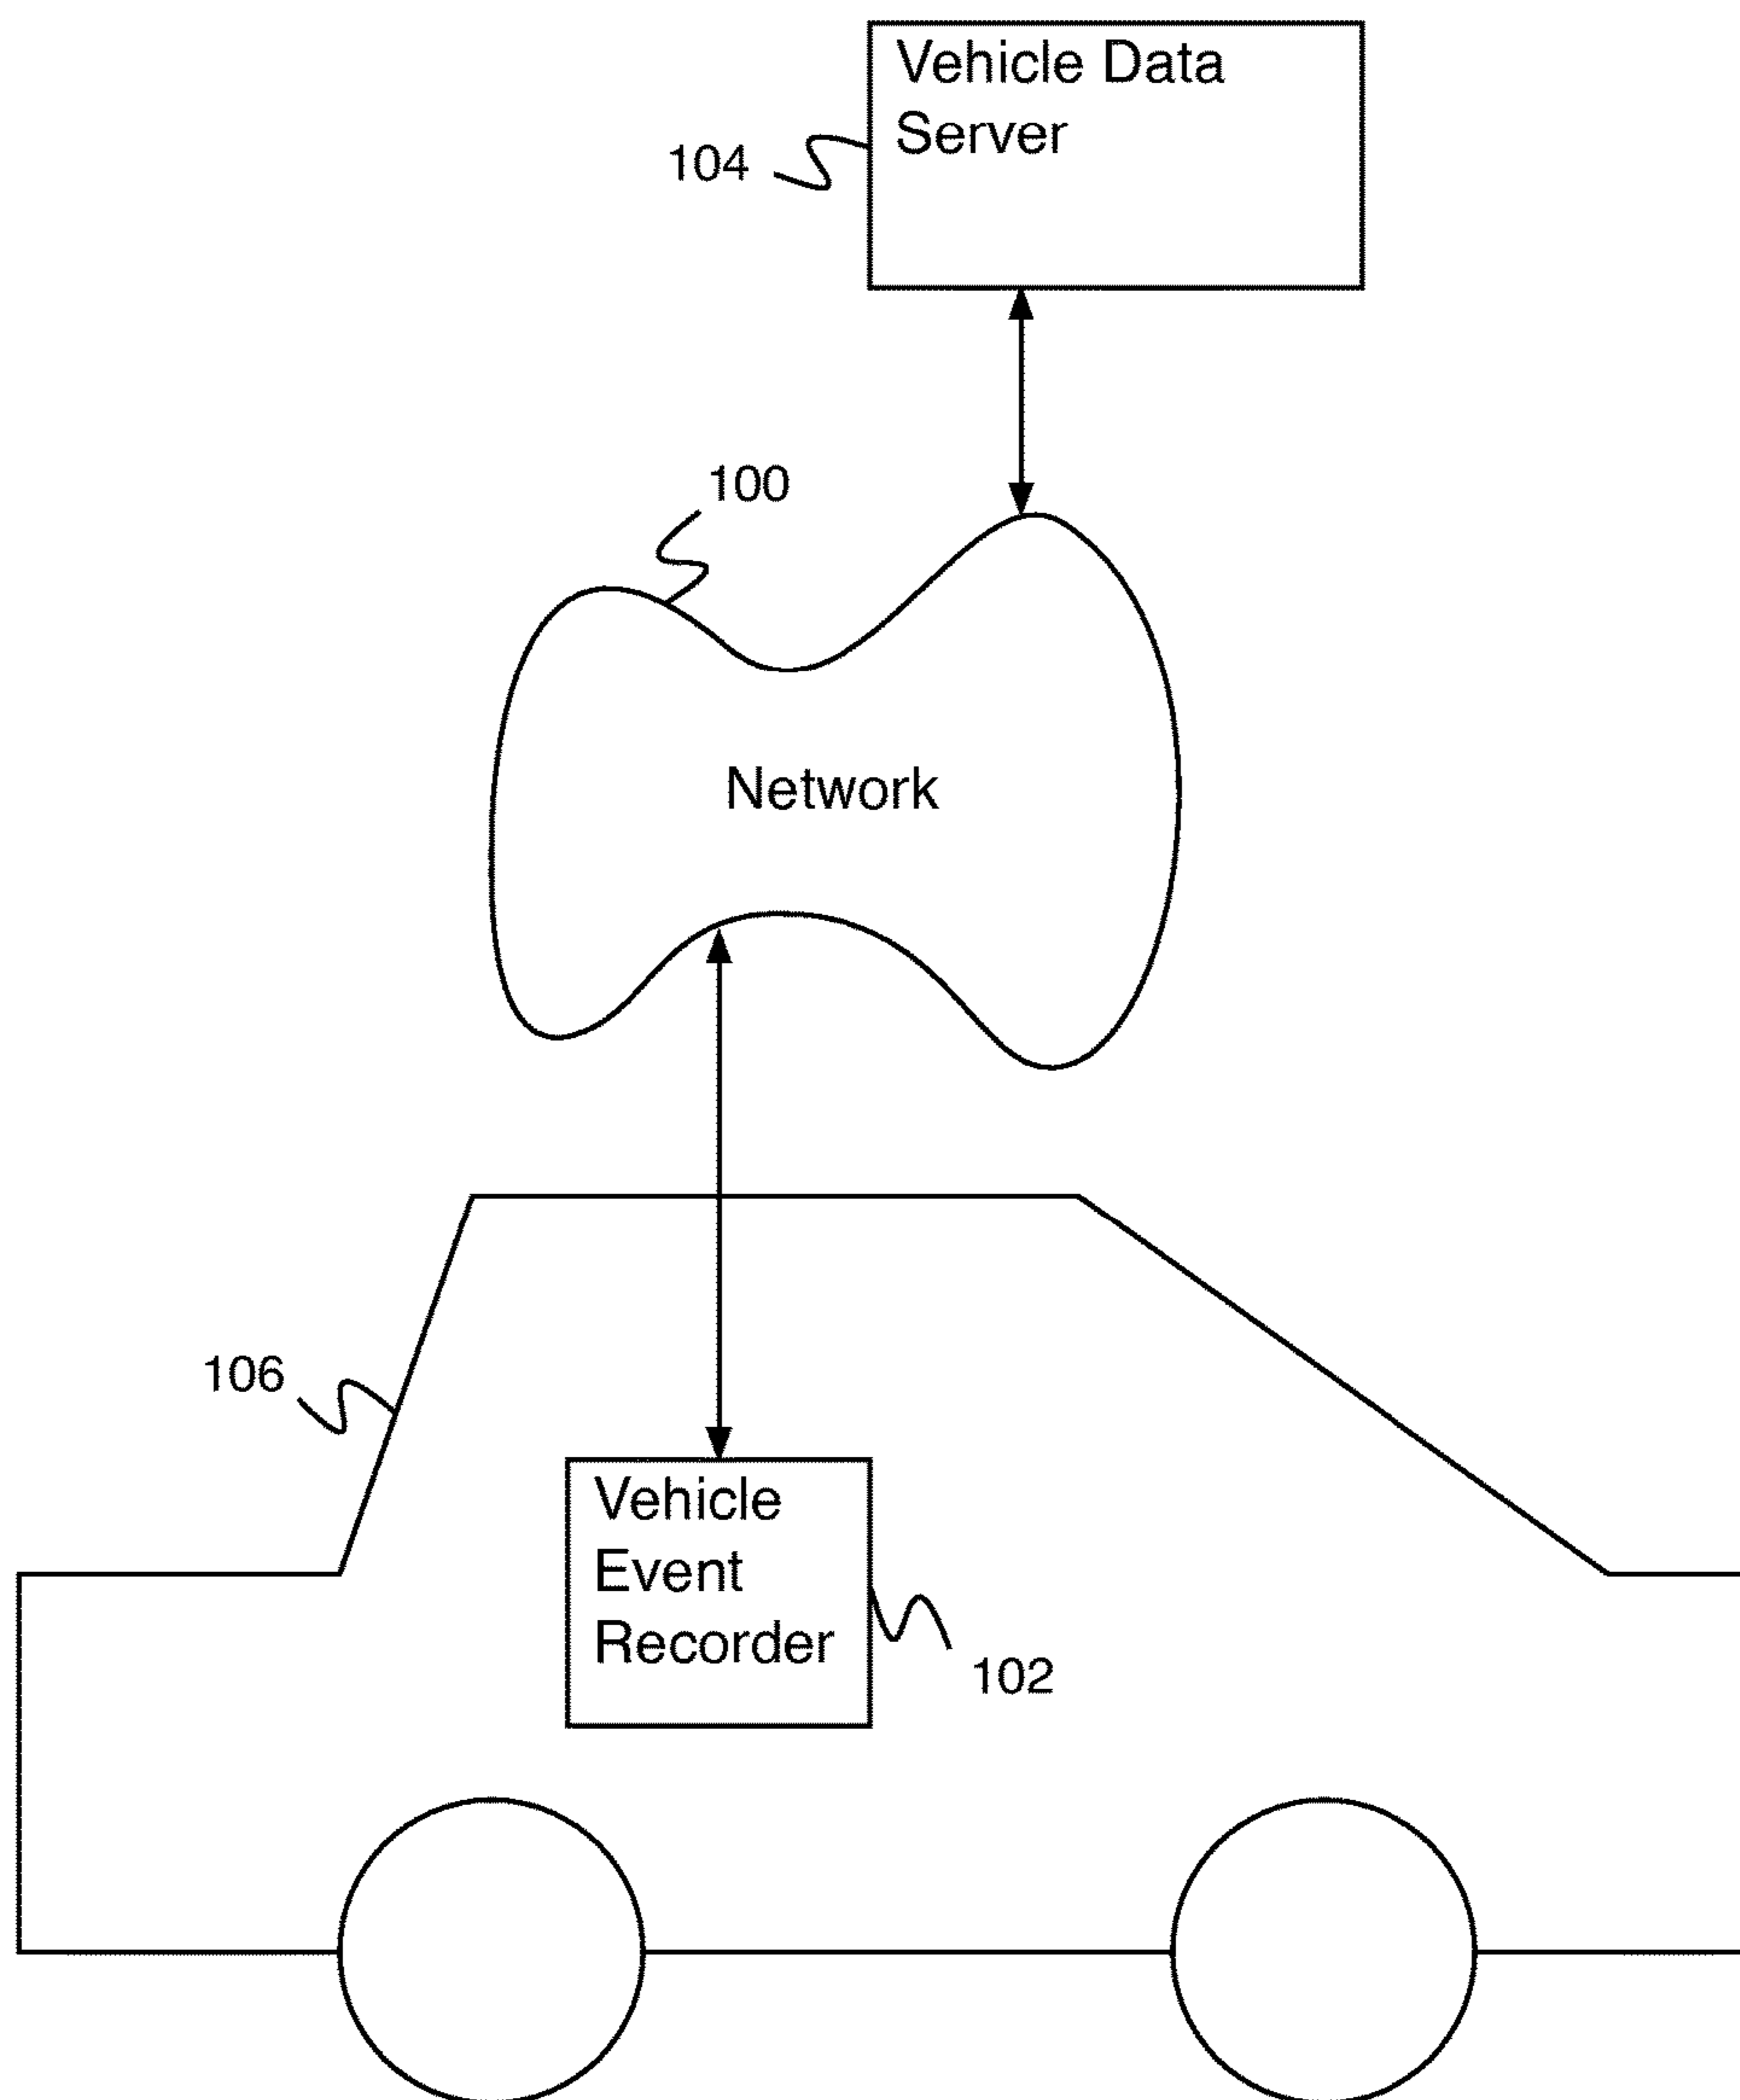 Vehicle Data
Server
104
100
Network
106
Vehicle
Event
Recorder
102